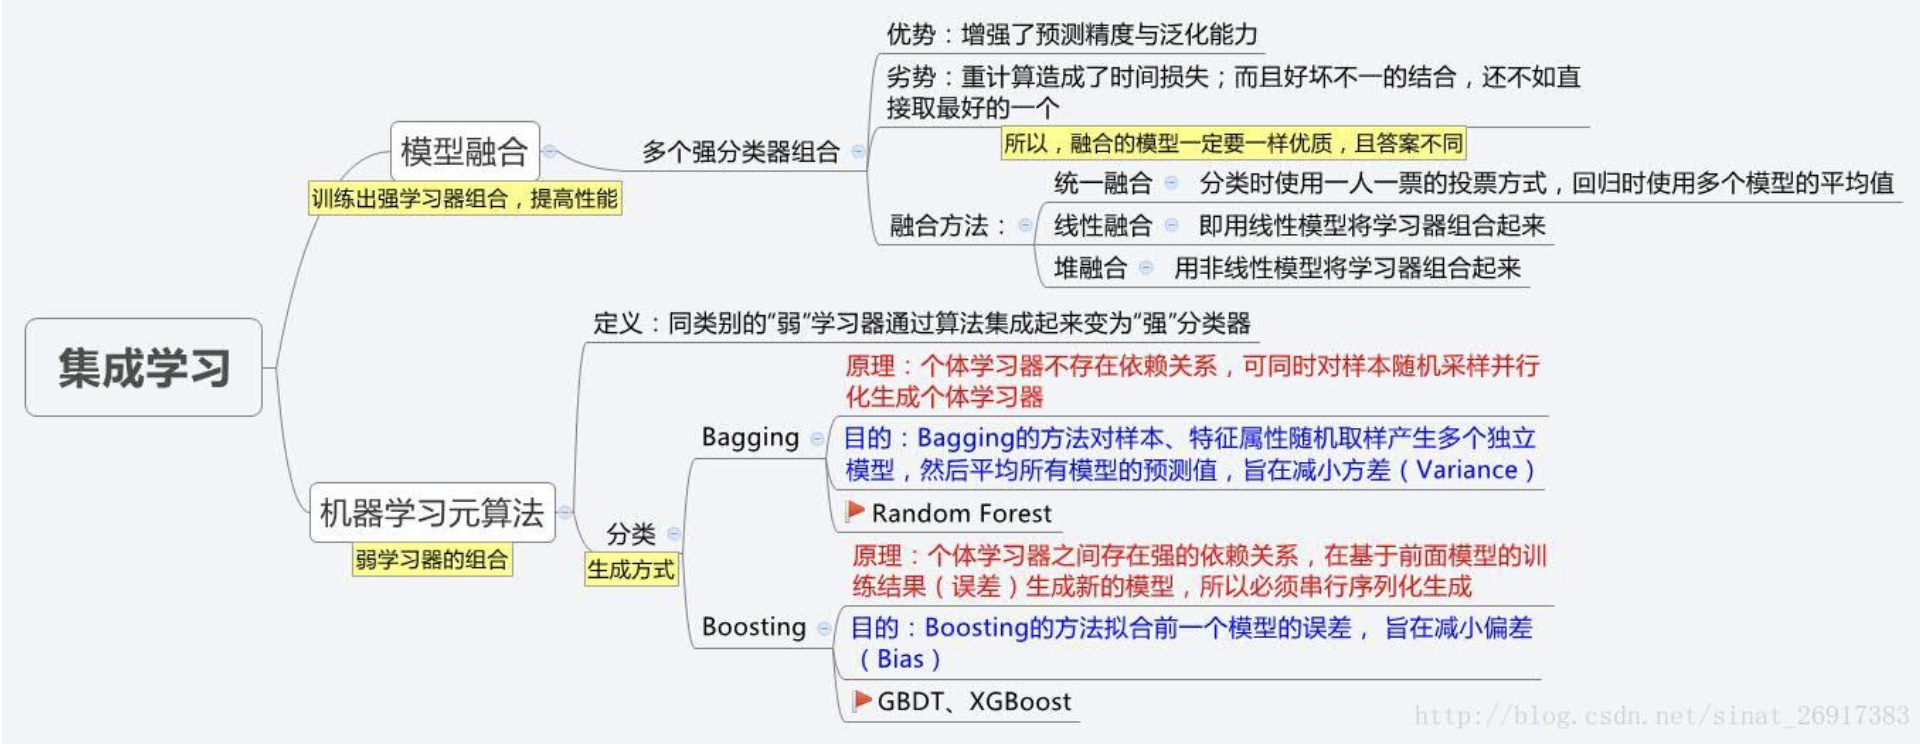 优势：增强了预测精度与泛化能力
劣势：重计算造成了时间损失；而且好坏不一的结合，还不如直
接取最好的一个
所以，融合的模型一定要一样优质，且答案不同
模型融合
训练出强学习器组合，提高性能
多个强分类器组合
融合方法：
统一融合 分类时使用一人一票的投票方式，回归时使用多个模型的平均值
线性融合 即用线性模型将学习器组合起来
堆融合 用非线性模型将学习器组合起来
集成学习
定义：同类别的“弱”学习器通过算法集成起来变为“强”分类器
机器学习元算法
弱学习器的组合
分类
生成方式
Bagging
原理：个体学习器不存在依赖关系，可同时对样本随机采样并行
化生成个体学习器
目的：Bagging的方法对样本、特征属性随机取样产生多个独立
模型，然后平均所有模型的预测值，旨在减小方差（Variance）
Random Forest
Boosting
原理：个体学习器之间存在强的依赖关系，在基于前面模型的训
练结果（误差）生成新的模型，所以必须串行序列化生成
目的：Boosting的方法拟合前一个模型的误差， 旨在减小偏差
（Bias）
GBDT、XGBoost
http://blog.csdn.net/sinat_26917383